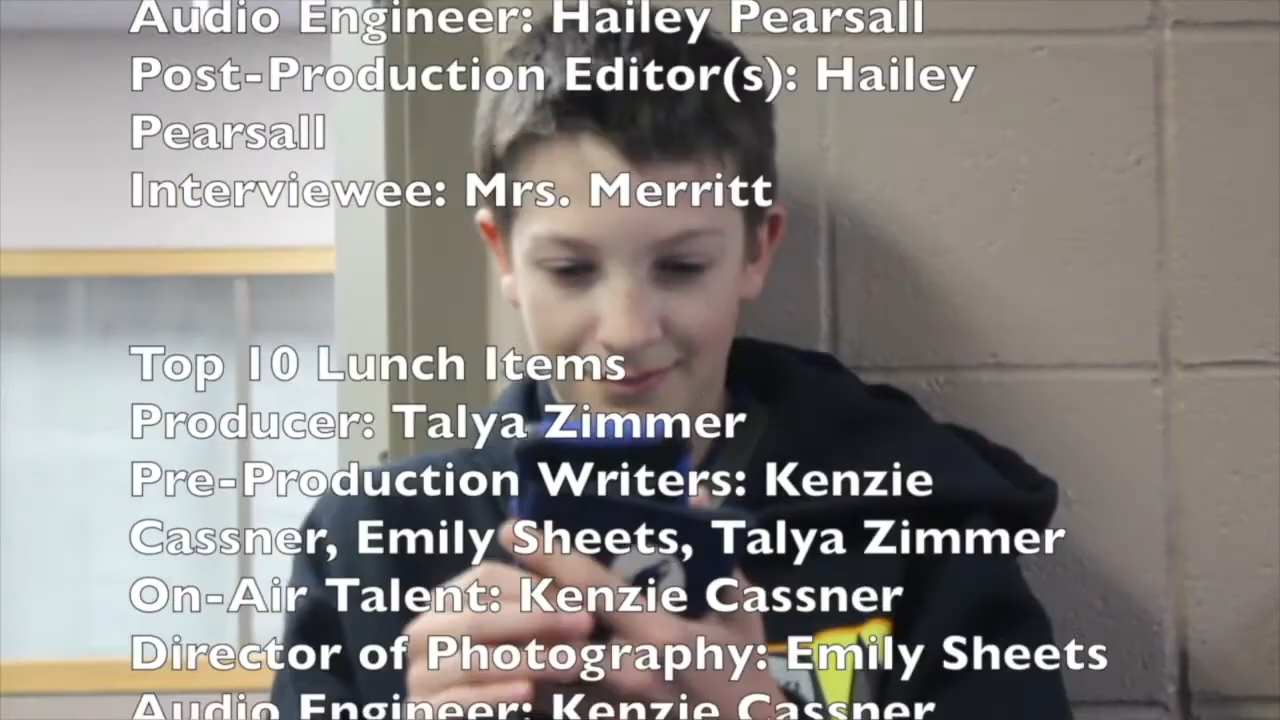 Audio Engineer: Hailey Pearsall
Post-Production Editor(s): Hailey
Pearsall
Interviewee: Mrs. Merritt
Top 10 Lunch Items
Producer: Talya Zimmer
Pre-Production Writers: Kenzie
Cassner, Emily Sheets, Talya Zimmer
On-Air Talent: Kenzie Cassner
Director of Photography: Emily Sheets
Audio Engineer: Kenzie Cassner